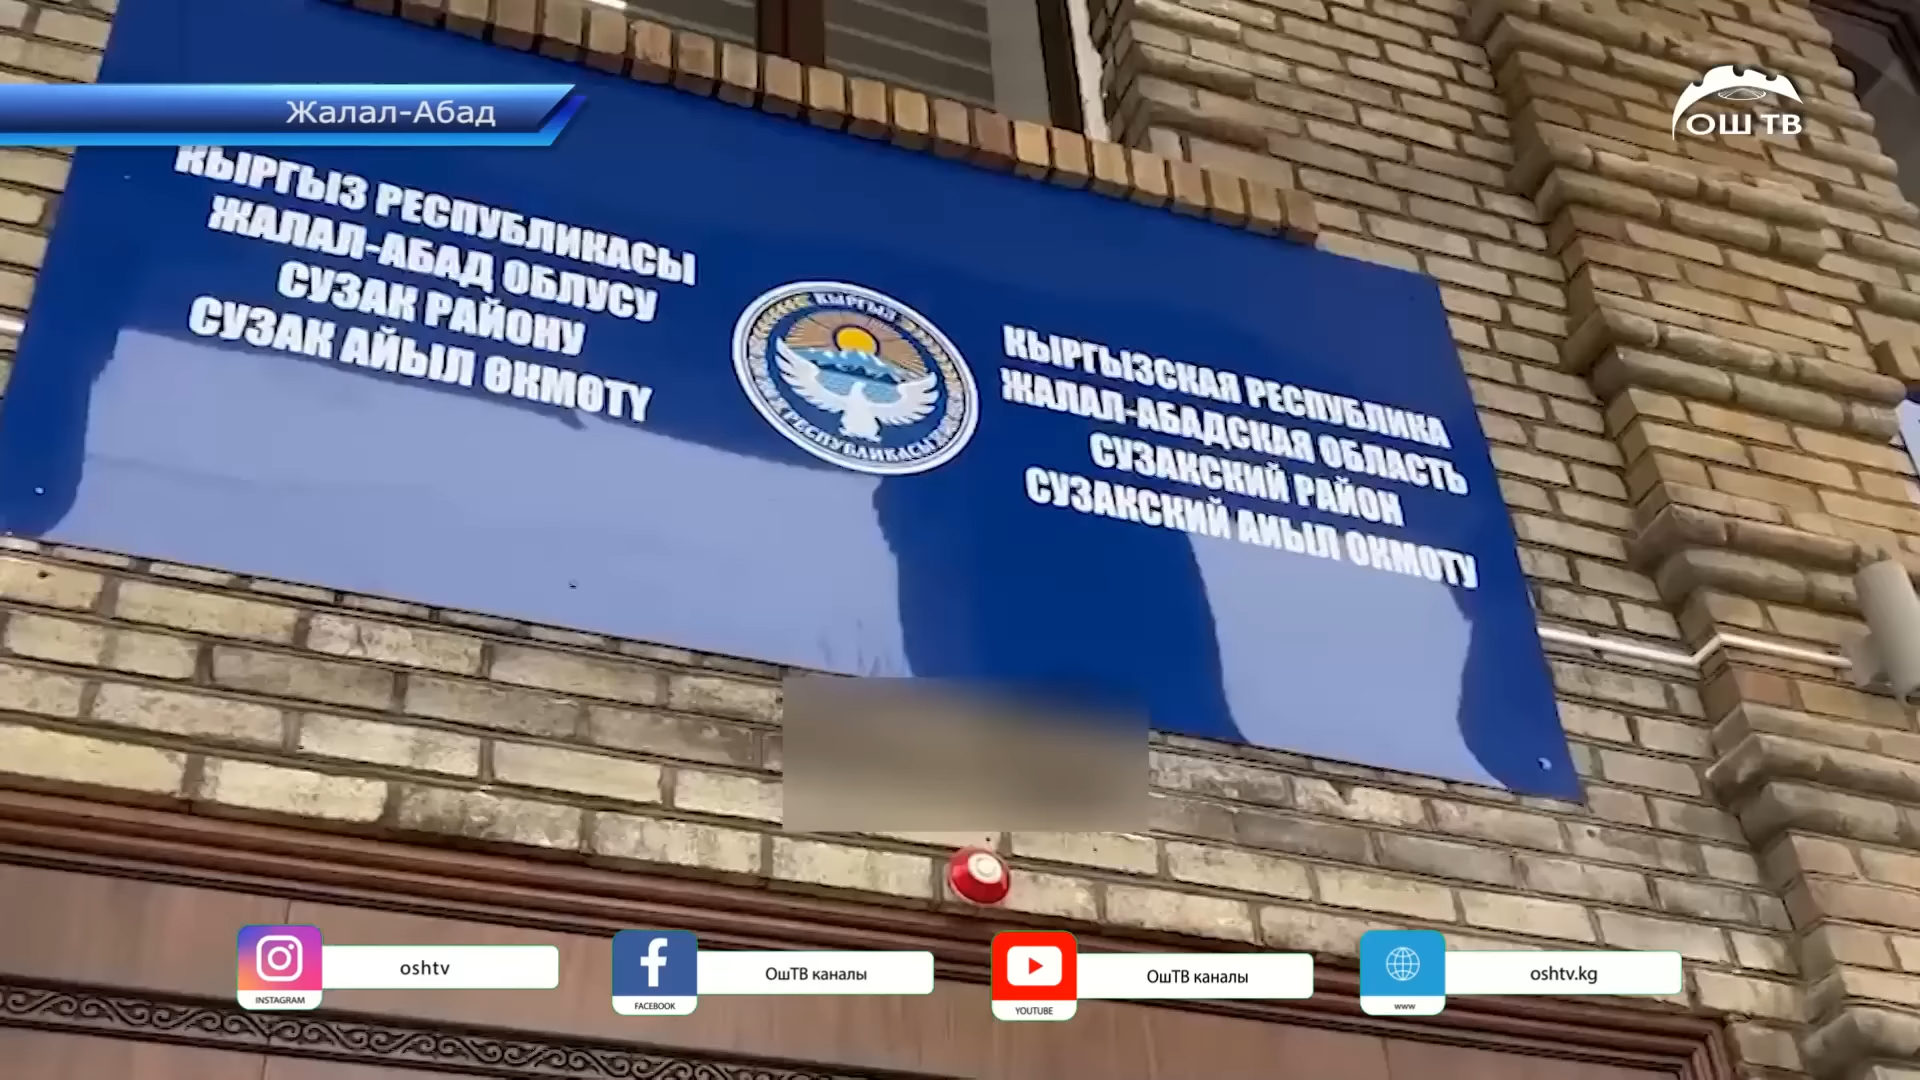 Жалал-Абад
ОШ ТВ
КЫРГЫЗ РЕСПУБЛИКАСЫ
ЖАЛАЛ-АБАД ОБЛУСУ
СУЗАК РАЙОНУ
СУЗАК АЙЫЛ ӨКМӨТҮ
КЫРГЫЗ
РЕСПУБЛИКАСЫ
КЫРГЫЗСКАЯ РЕСПУБЛИКА
ЖАЛАЛ-АБАДСКАЯ ОБЛАСТЬ
СУЗАКСКИЙ РАЙОН
СУЗАКСКИЙ АЙЫЛ ОКМОТУ
oshtv
INSTAGRAM
ОшТВ каналы
FACEBOOK
ОшТВ каналы
YOUTUBE
oshtv.kg
WWW